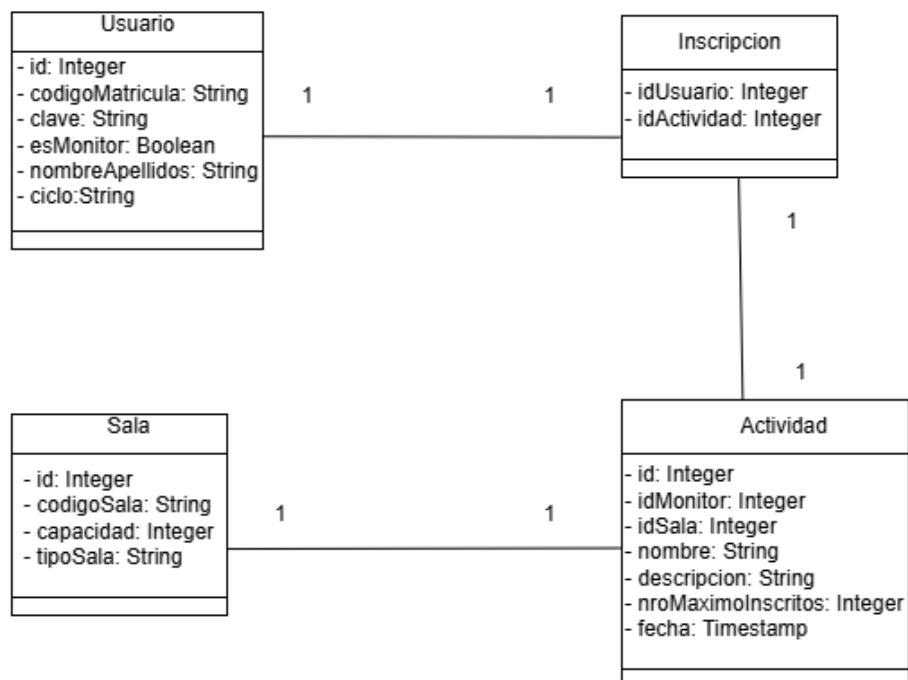 Usuario
- id: Integer
- codigoMatricula: String
- clave: String
- esMonitor: Boolean
- nombreApellidos: String
- ciclo:String
1
1
Inscripcion
- idUsuario: Integer
- idActividad: Integer
1
1
Sala
- id: Integer
- codigoSala: String
- capacidad: Integer
- tipoSala: String
1
1
Actividad
- id: Integer
- idMonitor: Integer
- idSala: Integer
- nombre: String
- descripcion: String
- nroMaximoInscritos: Integer
- fecha: Timestamp